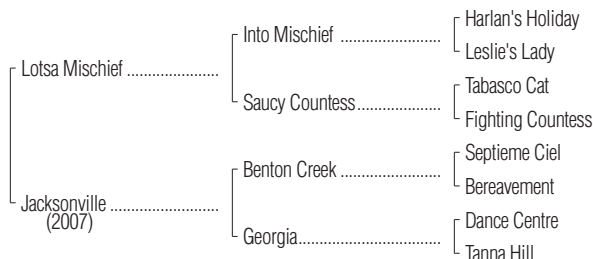 Harlan's Holiday
Into Mischief ....................
Leslie's Lady
Lotsa Mischief ....................
Tabasco Cat
Saucy Countess....................
Fighting Countess
Septieme Ciel
Benton Creek ....................
Bereavement
Jacksonville ....................
(2007)
Dance Centre
Georgia....................
Tanna Hill